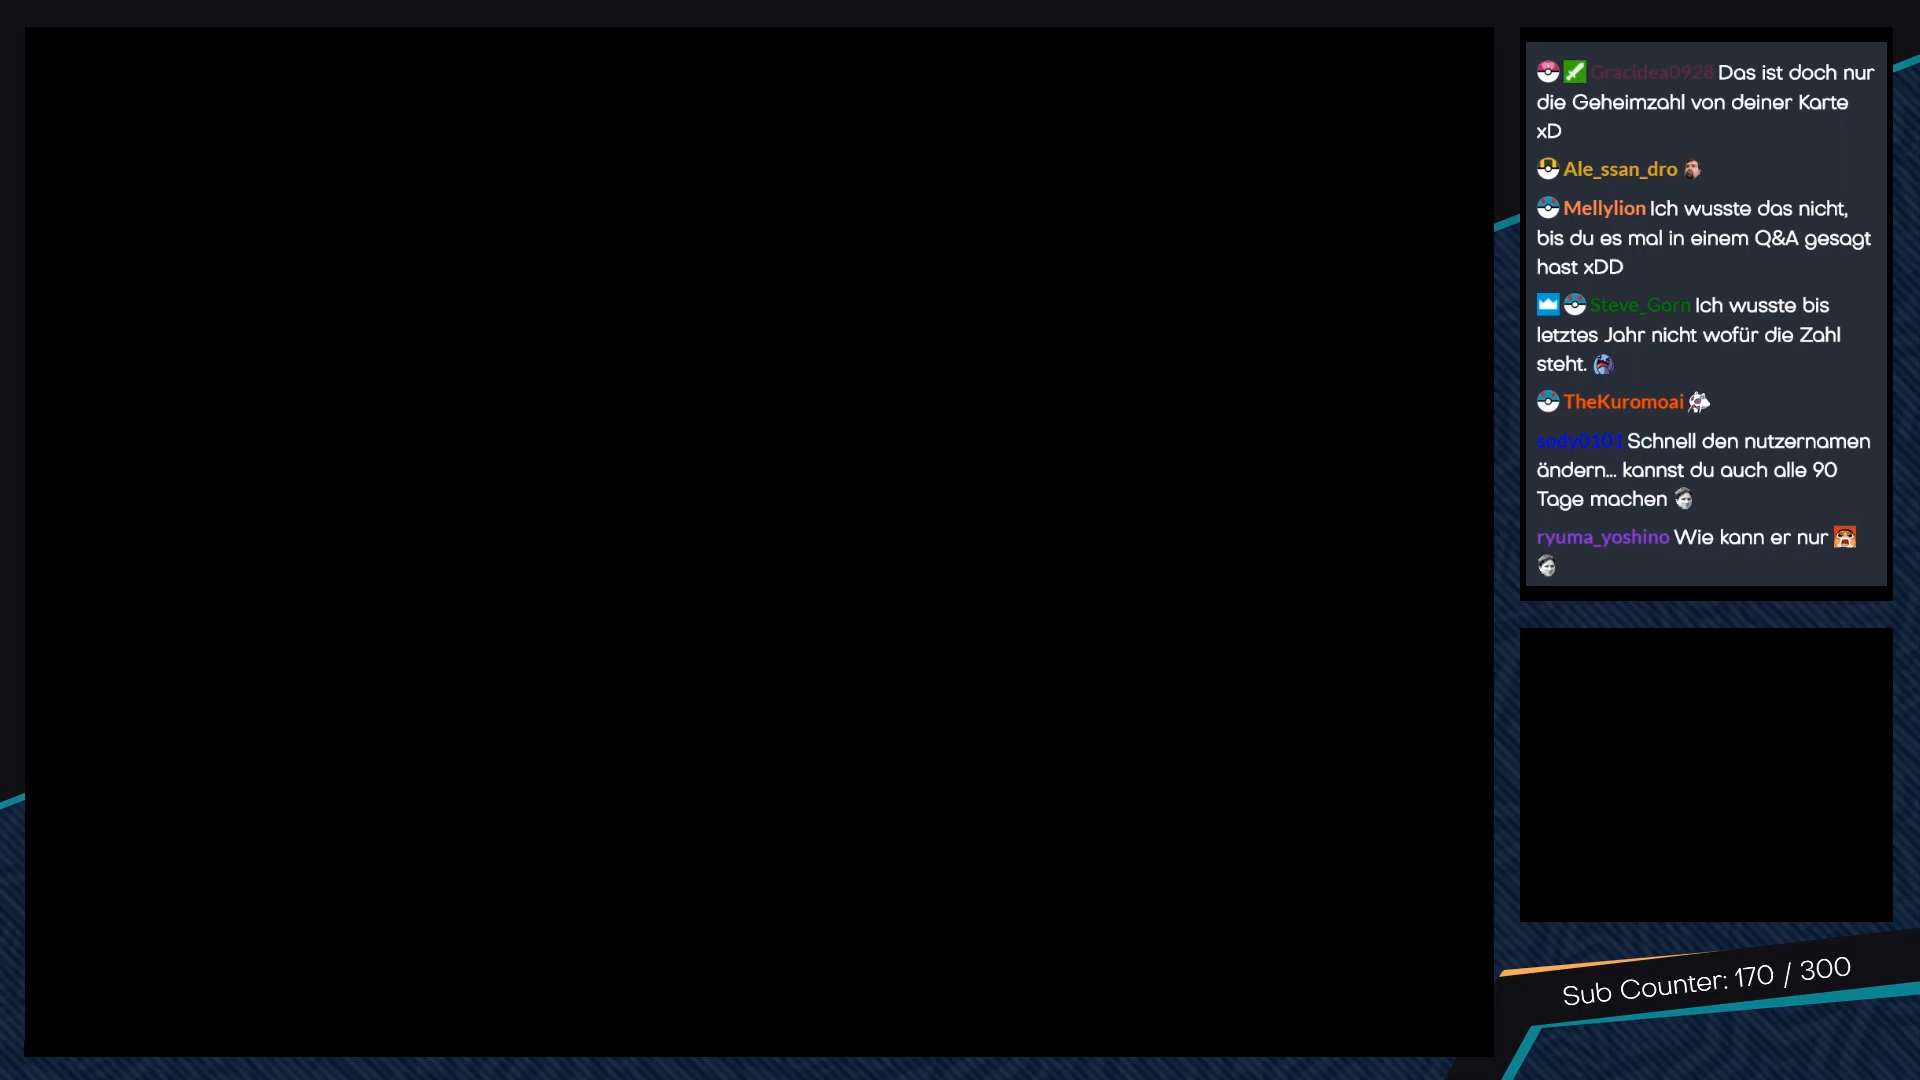 Gracidea0928 Das ist doch nur
die Geheimzahl von deiner Karte
xD
Ale_ssan_dro
Mellylion Ich wusste das nicht,
bis du es mal in einem Q&A gesagt
hast xDD
Steve_Gorn Ich wusste bis
letztes Jahr nicht wofür die Zahl
steht.
TheKuromoai
sody0101 Schnell den nutzernamen
ändern... kannst du auch alle 90
Tage machen
ryuma_yoshino Wie kann er nur
Sub Counter: 170 / 300